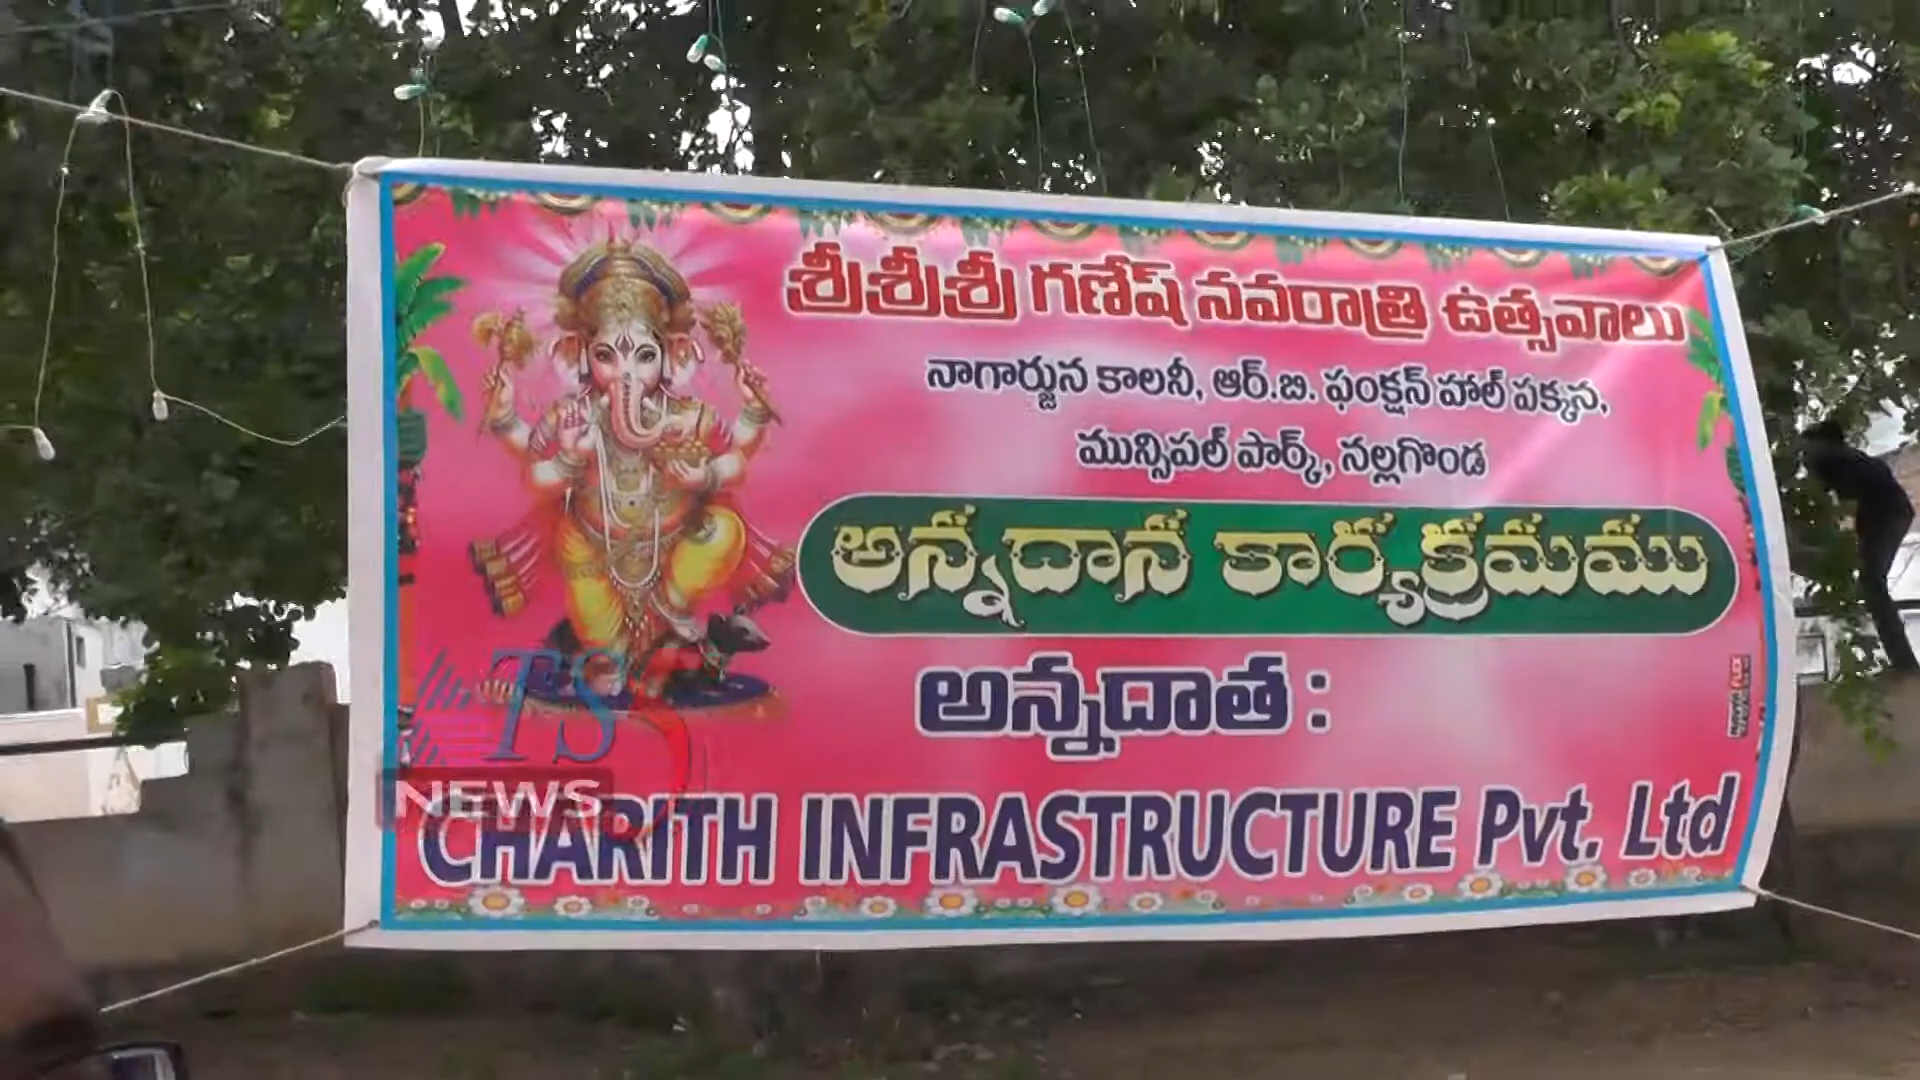 శ్రీశ్రీశ్రీ గణేష్ నవరాత్రి ఉత్సవాలు
నాగార్జున కాలనీ, ఆర్.బి. ఫంక్షన్ హాల్ పక్కన,
మున్సిపల్ పార్క్, నల్లగొండ
అన్నదాన కార్యక్రమము
అన్నదాత :
CHARITH INFRASTRUCTURE Pvt. Ltd
TS5
NEWS